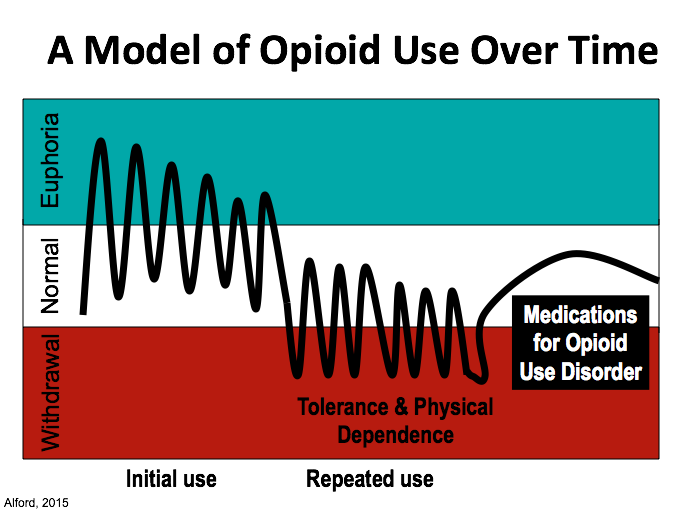 A Model of Opioid Use Over Time
Euphoria
Normal
Withdrawal
Medications
for Opioid
Use Disorder
Tolerance & Physical
Dependence
Initial use
Repeated use
Alford, 2015